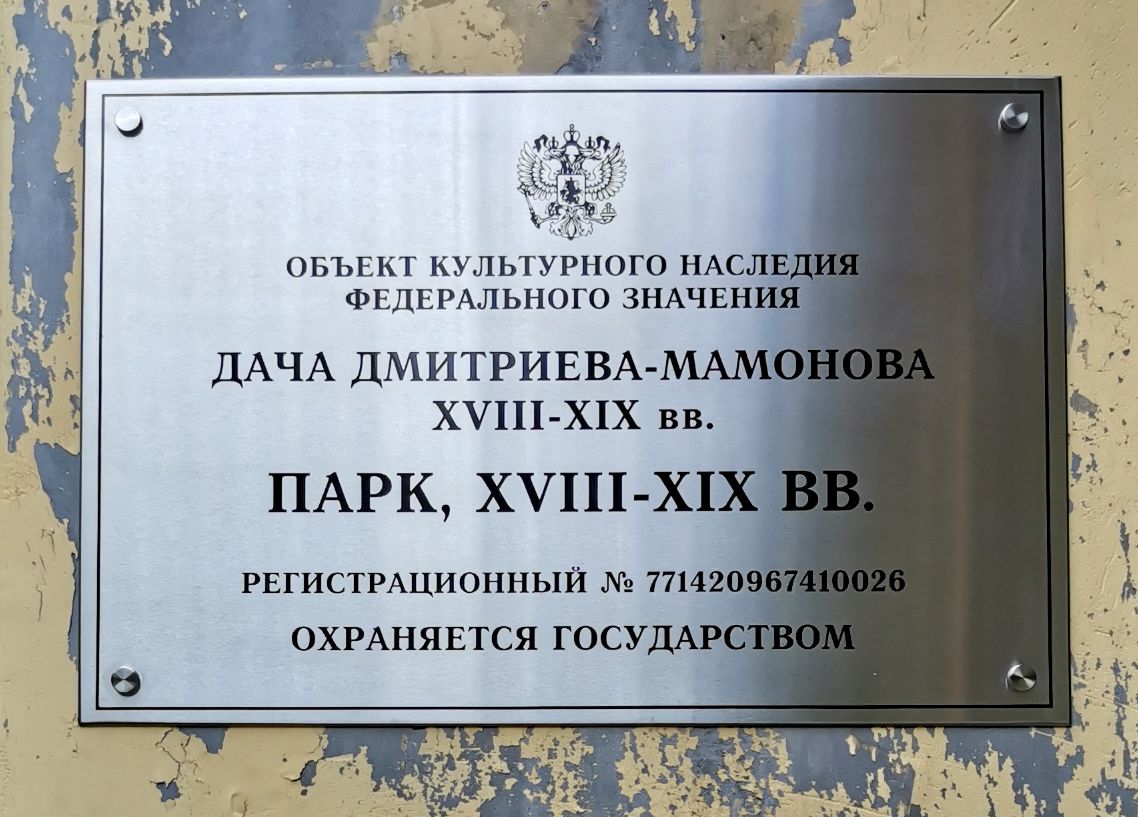 ОБЪЕКТ КУЛЬТУРНОГО НАСЛЕДИЯ
ФЕДЕРАЛЬНОГО ЗНАЧЕНИЯ
ДАЧА ДМИТРИЕВА-МАМОНОВА
XVIII-XIX вв.
ПАРК, XVIII-XIX ВВ.
РЕГИСТРАЦИОННЫЙ № 771420967410026
ОХРАНЯЕТСЯ ГОСУДАРСТВОМ